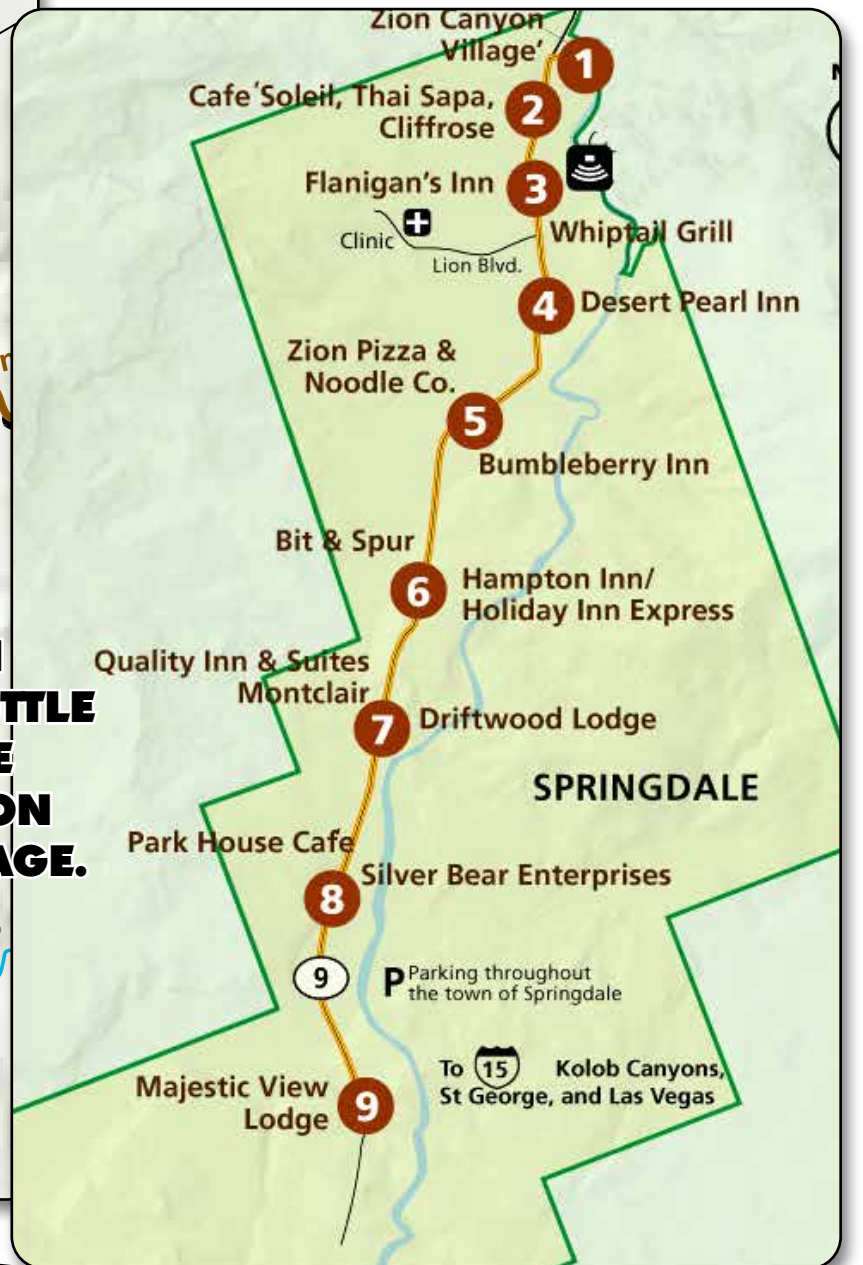 Zion Canyon
Village'
1
Cafe Soleil, Thai Sapa,
Cliffrose
2
Flanigan's Inn
3
Whiptail Grill
Clinic
Lion Blvd.
4
Desert Pearl Inn
Zion Pizza &
Noodle Co.
5
Bumbleberry Inn
Bit & Spur
6
Hampton Inn/
Holiday Inn Express
Quality Inn & Suites
Montclair
7
Driftwood Lodge
TTLE
E
ON
AGE.
SPRINGDALE
Park House Cafe
8
Silver Bear Enterprises
9
P Parking throughout
the town of Springdale
To 15 Kolob Canyons,
St George, and Las Vegas
Majestic View
Lodge
9